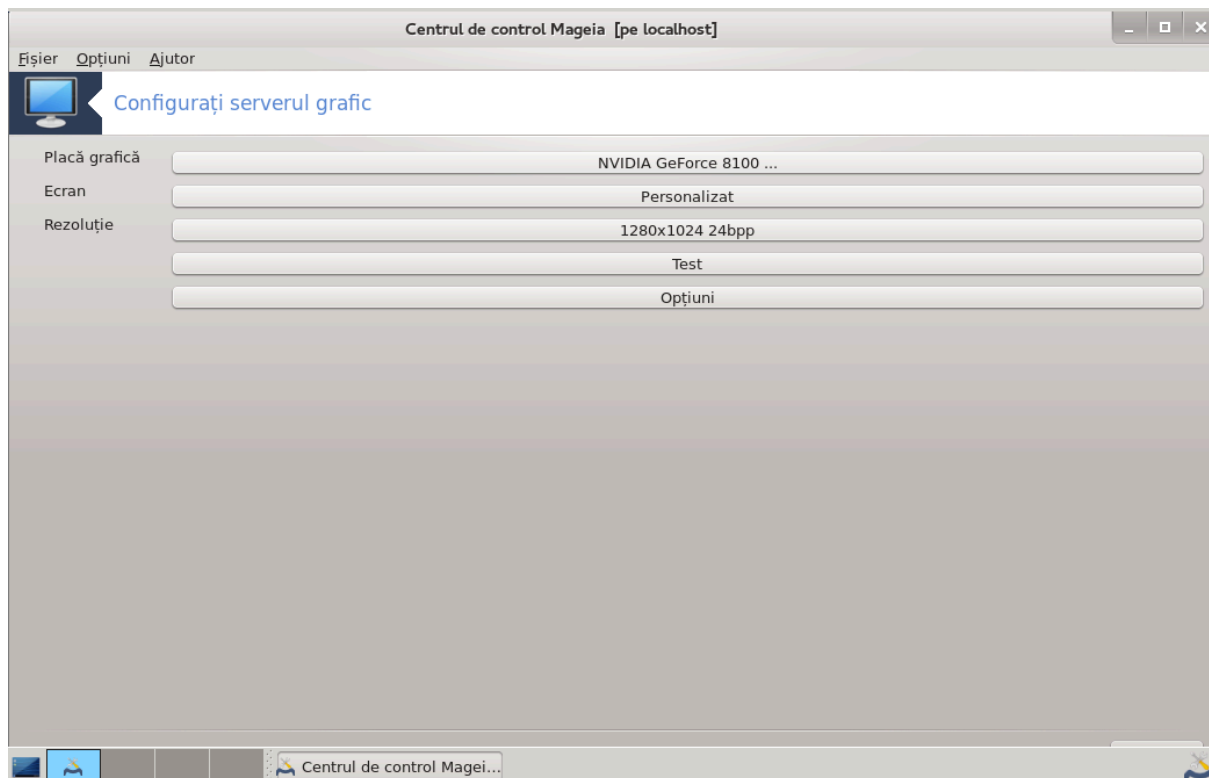 Centrul de control Mageia [pe localhost]
Fișier Opțiuni Ajutor
Configurați serverul grafic
Placă grafică NVIDIA GeForce 8100 ...
Ecran Personalizat
Rezoluție 1280x1024 24bpp
Test
Opțiuni
Centrul de control Magei...